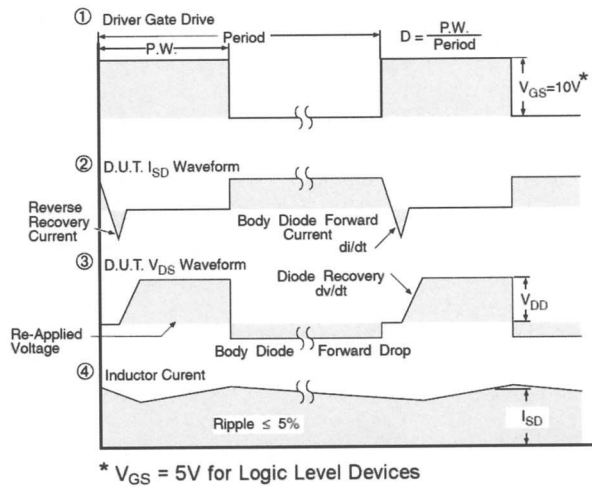 ① Driver Gate Drive
Period
P.W.
D = P.W. / Period
V_GS=10V*
② D.U.T. I_SD Waveform
Reverse
Recovery
Current
Body Diode Forward
Current
di/dt
③ D.U.T. V_DS Waveform
Diode Recovery
dv/dt
V_DD
Re-Applied
Voltage
Body Diode Forward Drop
④ Inductor Curent
Ripple ≤ 5%
I_SD
* V_GS = 5V for Logic Level Devices